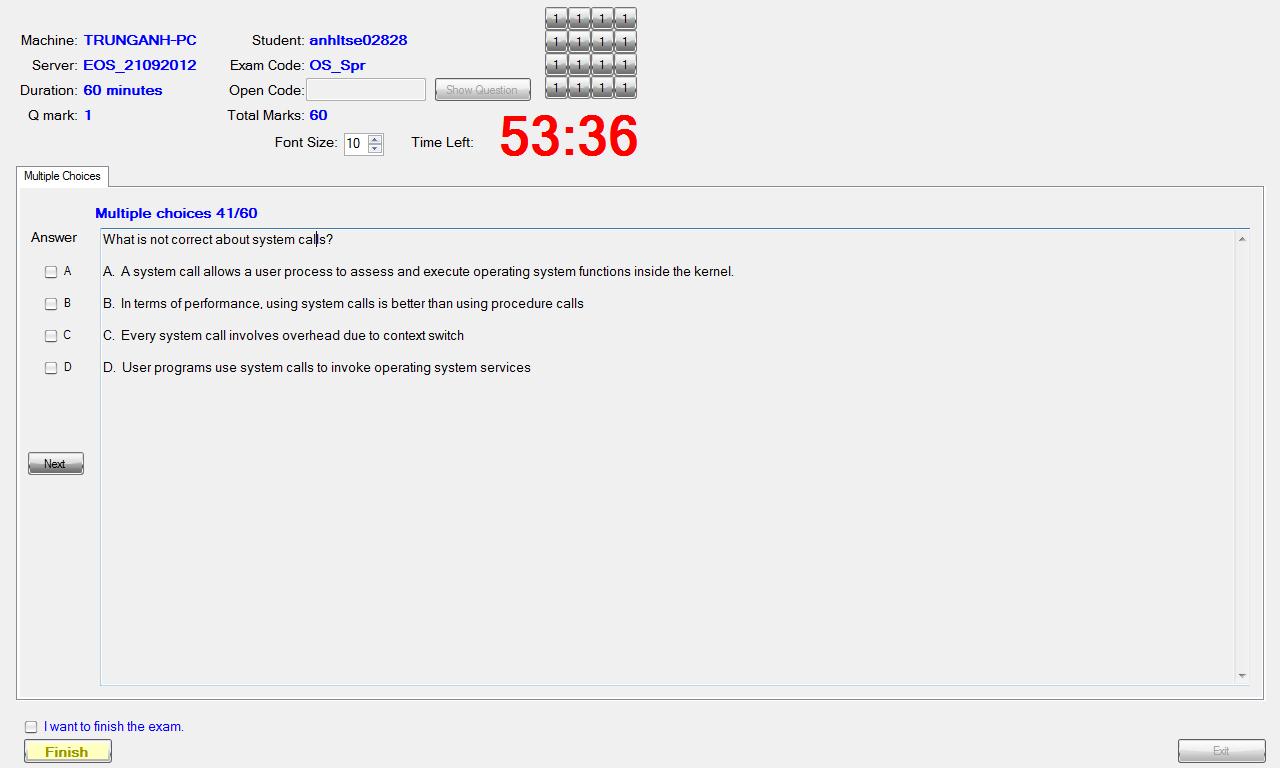 Machine: TRUNGANH-PC Student: anhltse02828
Server: EOS_21092012 Exam Code: OS_Spr
Duration: 60 minutes Open Code: Show Question
Q mark: 1 Total Marks: 60
Font Size: 10 Time Left: 53:36
1 1 1 1
1 1 1 1
1 1 1 1
1 1 1 1
Multiple Choices
Multiple choices 41/60
Answer What is not correct about system calls?
A A. A system call allows a user process to assess and execute operating system functions inside the kernel.
B B. In terms of performance, using system calls is better than using procedure calls
C C. Every system call involves overhead due to context switch
D D. User programs use system calls to invoke operating system services
Next
I want to finish the exam.
Finish Exit